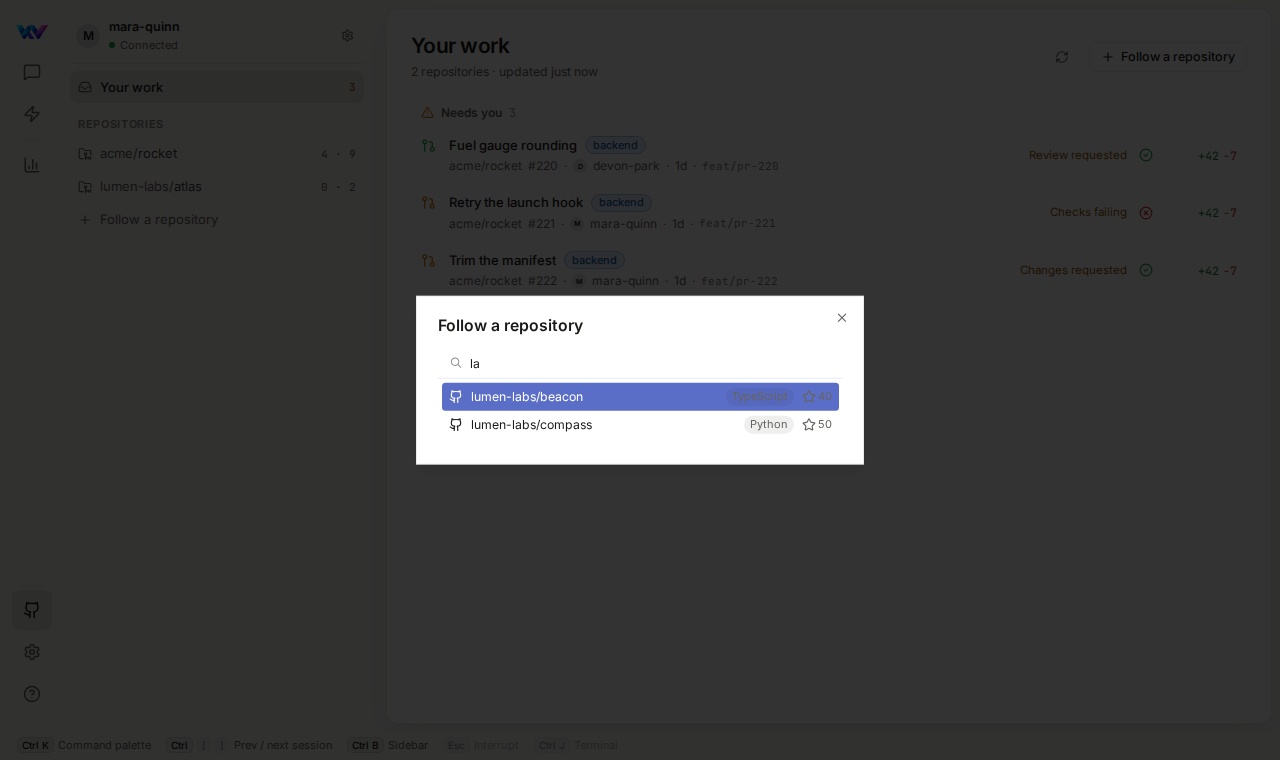 mara-quinn
M
Connected
Your work 3
REPOSITORIES
acme/rocket 4 · 9
lumen-labs/atlas 0 · 2
Follow a repository
Your work
2 repositories · updated just now
Follow a repository
Needs you 3
Fuel gauge rounding backend
acme/rocket #220 · D devon-park · 1d · feat/pr-220
Review requested +42 -7
Retry the launch hook backend
acme/rocket #221 · M mara-quinn · 1d · feat/pr-221
Checks failing +42 -7
Trim the manifest backend
acme/rocket #222 · M mara-quinn · 1d · feat/pr-222
Changes requested +42 -7
Follow a repository
la
lumen-labs/beacon TypeScript 40
lumen-labs/compass Python 50
Ctrl K Command palette Ctrl [ ] Prev / next session Ctrl B Sidebar Esc Interrupt Ctrl J Terminal